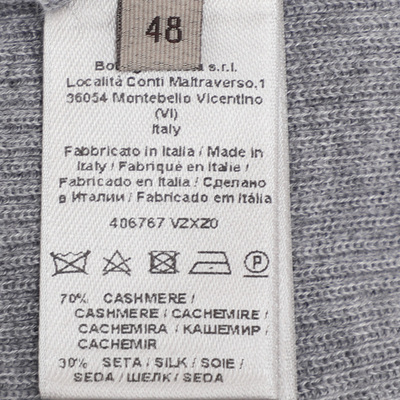 48
s.r.l.
Località Conti Maltraverso,1
36054 Montebello Vicentino
(VI)
Italy
Fabbricato in Italia / Made in
Italy / Fabriqué en Italie /
Fabricado en Italia / Сделано
в Италии / Fabricado em Itália
406767 VZXZ0
P
70% CASHMERE /
CASHMERE / CACHEMIRE /
CACHEMIRA / КАШЕМИР /
CACHEMIR
30% SETA / SILK / SOIE /
SEDA / ШЕЛК / SEDA